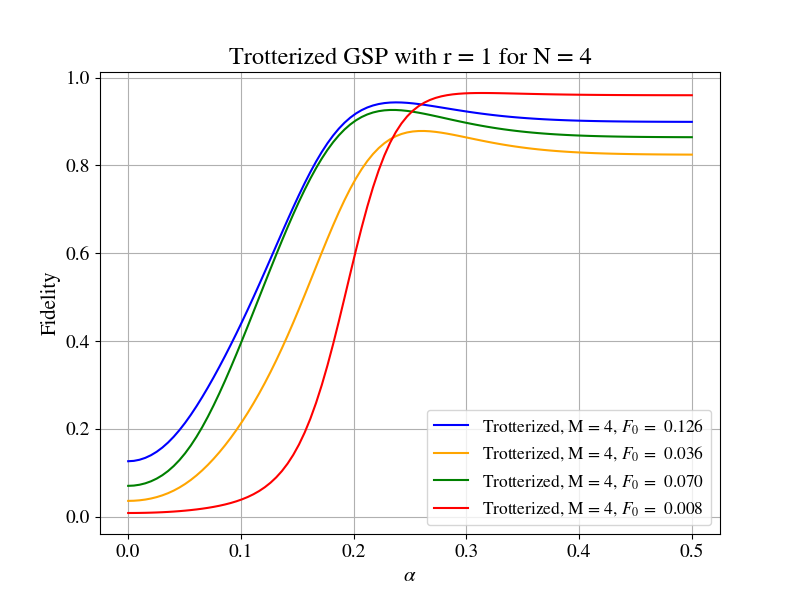 Trotterized GSP with r = 1 for N = 4
1.0
0.8
0.6
0.4
0.2
0.0
Fidelity
Trotterized, M = 4, F₀ = 0.126
Trotterized, M = 4, F₀ = 0.036
Trotterized, M = 4, F₀ = 0.070
Trotterized, M = 4, F₀ = 0.008
0.0 0.1 0.2 0.3 0.4 0.5
α